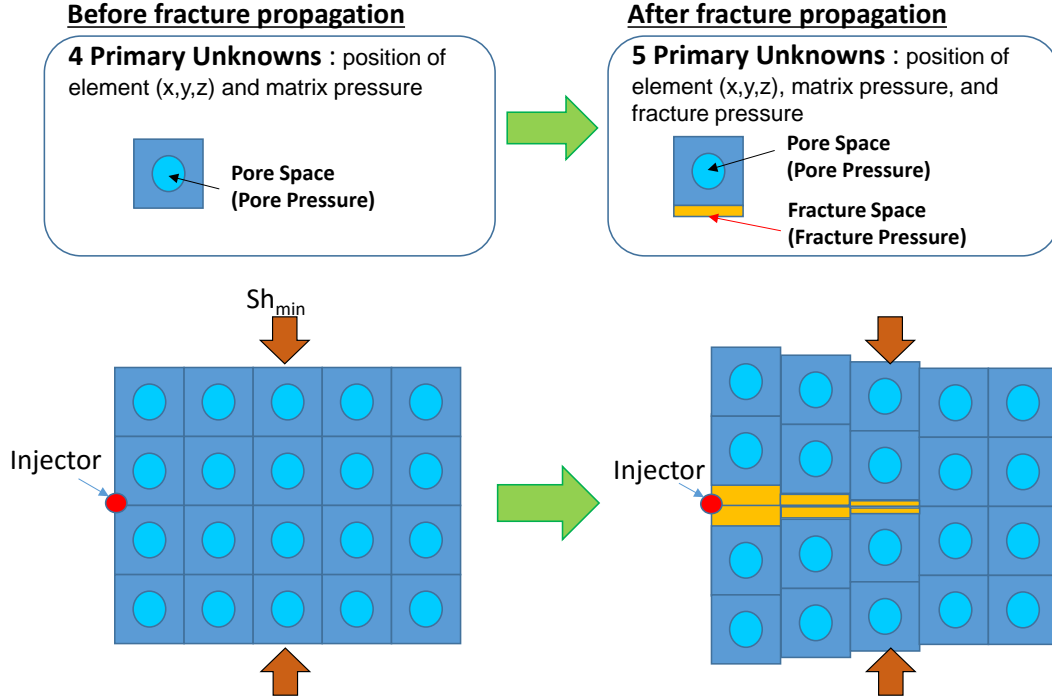 Before fracture propagation
4 Primary Unknowns : position of
element (x,y,z) and matrix pressure
Pore Space
(Pore Pressure)
After fracture propagation
5 Primary Unknowns : position of
element (x,y,z), matrix pressure, and
fracture pressure
Pore Space
(Pore Pressure)
Fracture Space
(Fracture Pressure)
Shmin
Injector
Injector